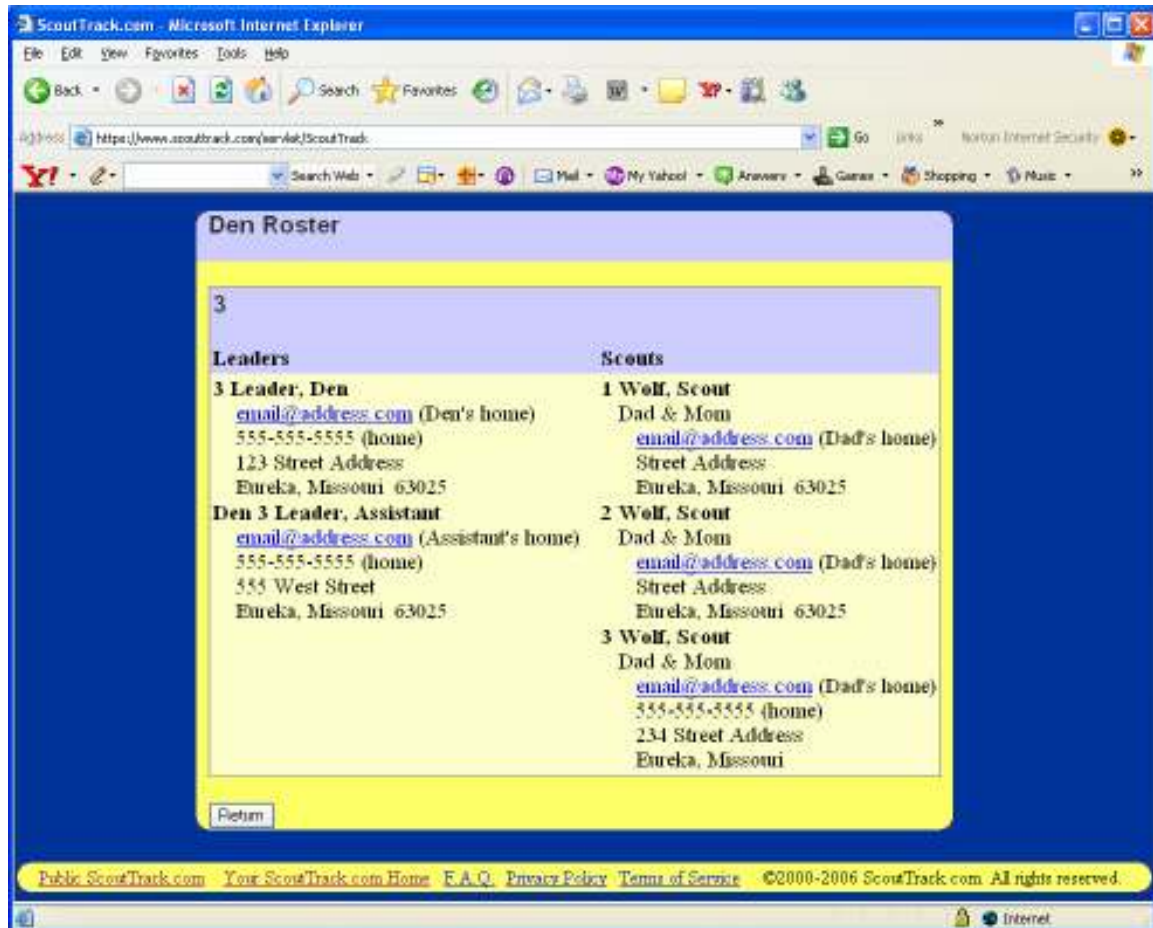 ScoutTrack.com - Microsoft Internet Explorer
File Edit View Favorites Tools Help
Back Search Favorites
Address https://www.scouttrack.com/servlet/ScoutTrack Go Links Norton Internet Security
Y! Search Web Mail My Yahoo! Answers Games Shopping Music
Den Roster
3
Leaders
3 Leader, Den
email@address.com (Den's home)
555-555-5555 (home)
123 Street Address
Eureka, Missouri 63025
Den 3 Leader, Assistant
email@address.com (Assistant's home)
555-555-5555 (home)
555 West Street
Eureka, Missouri 63025
Scouts
1 Wolf, Scout
Dad & Mom
email@address.com (Dad's home)
Street Address
Eureka, Missouri 63025
2 Wolf, Scout
Dad & Mom
email@address.com (Dad's home)
Street Address
Eureka, Missouri 63025
3 Wolf, Scout
Dad & Mom
email@address.com (Dad's home)
555-555-5555 (home)
234 Street Address
Eureka, Missouri
Return
Public ScoutTrack.com Your ScoutTrack.com Home F.A.Q. Privacy Policy Terms of Service ©2000-2006 ScoutTrack.com. All rights reserved.
Internet